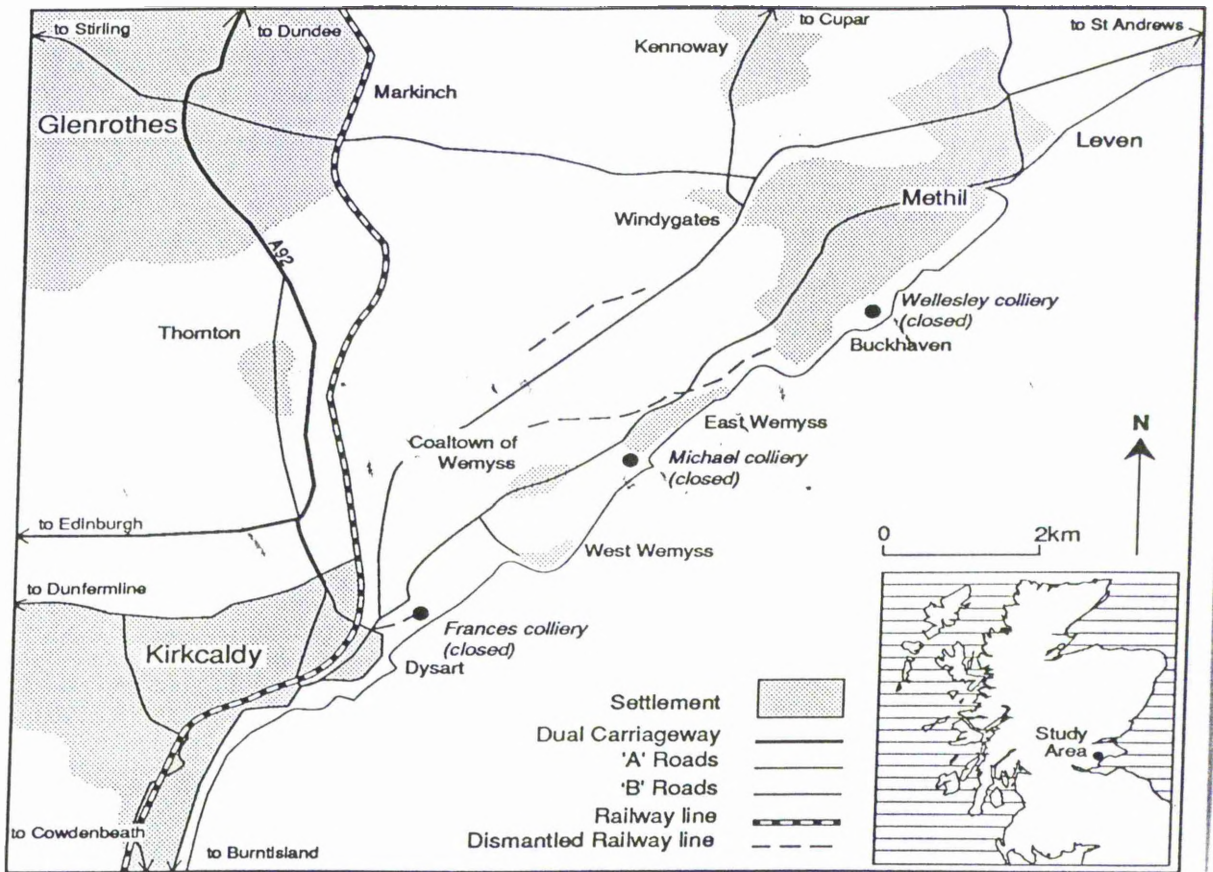 to Stirling
to Dundee
to Cupar
to St Andrews
Kennoway
Markinch
Glenrothes
Leven
Methil
Windygates
A92
Wellesley colliery
(closed)
Thornton
Buckhaven
East Wemyss
N
Coaltown of
Wemyss
Michael colliery
(closed)
to Edinburgh
0 2km
West Wemyss
to Dunfermline
Frances colliery
(closed)
Kirkcaldy
Dysart
Settlement
Dual Carriageway
'A' Roads
'B' Roads
Railway line
Dismantled Railway line
Study
Area
to Cowdenbeath
to Burntisland